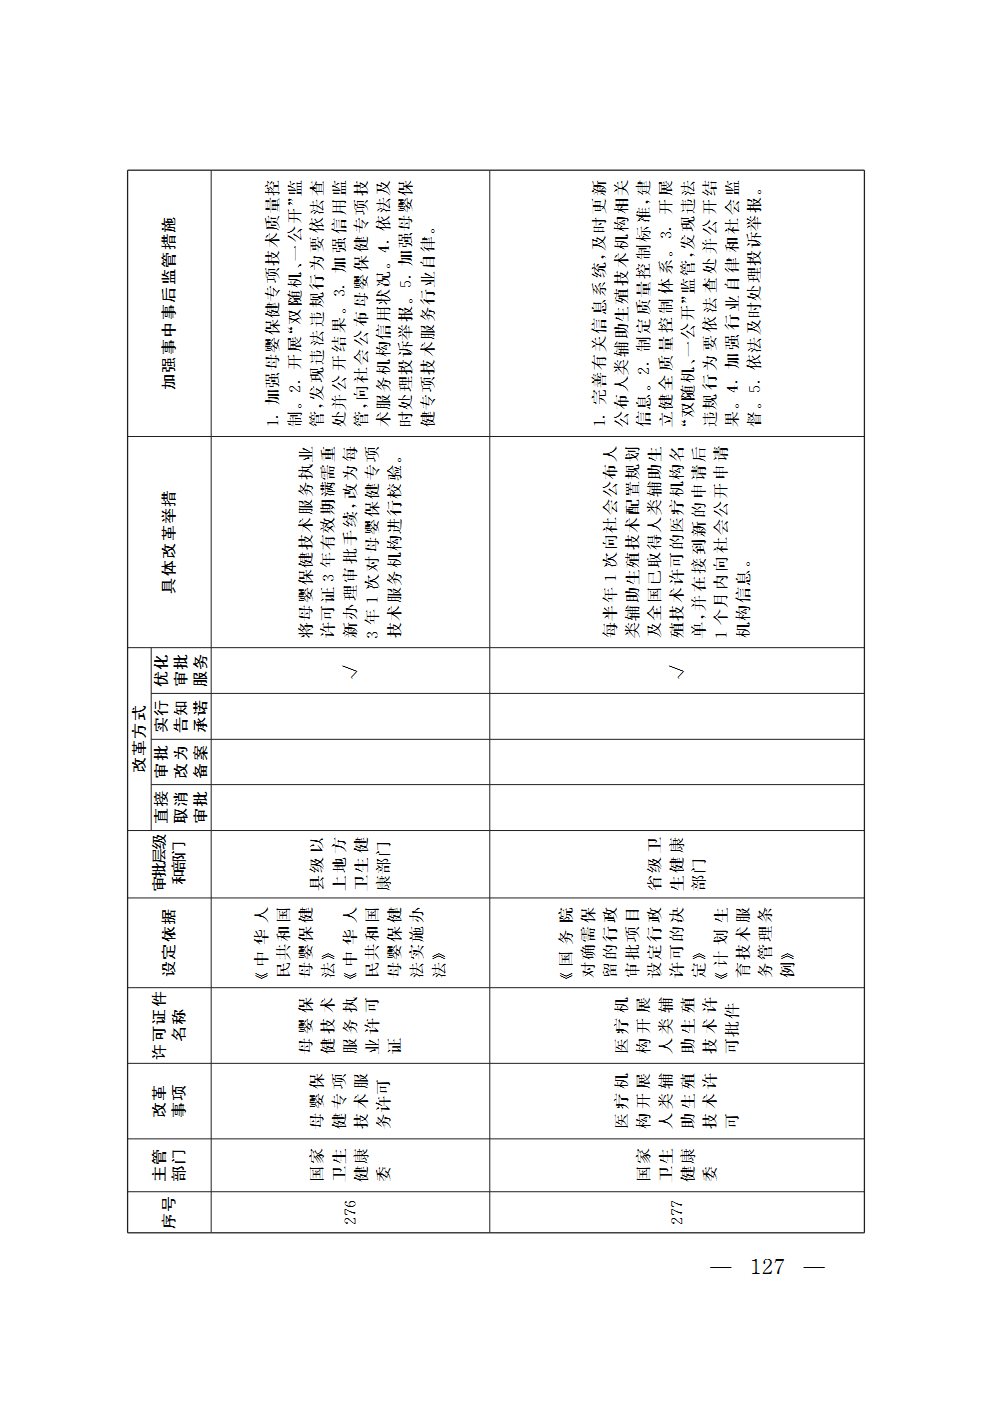 序号
主管
部门
改革
事项
许可证件
名称
设定依据
审批层级
和部门
改革方式
直接
取消
审批
审批
改为
备案
实行
告知
承诺
优化
审批
服务
具体改革举措
加强事中事后监管措施
276
国家
卫生
健康
委
母婴保
健专项
技术服
务许可
母婴保
健技术
服务执
业许可
证
《中华人
民共和国
母婴保健
法》
《中华人
民共和国
母婴保健
法实施办
法》
县级以
上地方
卫生健
康部门
√
将母婴保健技术服务执业
许可证3年有效期满需重
新办理审批手续,改为每
3年1次对母婴保健专项
技术服务机构进行校验。
1. 加强母婴保健专项技术质量控
制。2. 开展“双随机、一公开”监
管,发现违法违规行为要依法查
处并公开结果。3. 加强信用监
管,向社会公布母婴保健专项技
术服务机构信用状况。4. 依法及
时处理投诉举报。5. 加强母婴保
健专项技术服务行业自律。
277
国家
卫生
健康
委
医疗机
构开展
人类辅
助生殖
技术许
可
医疗机
构开展
人类辅
助生殖
技术许
可批件
《国务院
对确需保
留的行政
审批项目
设定行政
许可的决
定》
《计划生
育技术服
务管理条
例》
省级卫
生健康
部门
√
每半年1次向社会公布人
类辅助生殖技术配置规划
及全国已取得人类辅助生
殖技术许可的医疗机构名
单,并在接到新的申请后
1个月内向社会公开申请
机构信息。
1. 完善有关信息系统,及时更新
公布人类辅助生殖技术机构相关
信息。2. 制定质量控制标准,建
立健全质量控制体系。3. 开展
“双随机、一公开”监管,发现违法
违规行为要依法查处并公开结
果。4. 加强行业自律和社会监
督。5. 依法及时处理投诉举报。
— 127 —